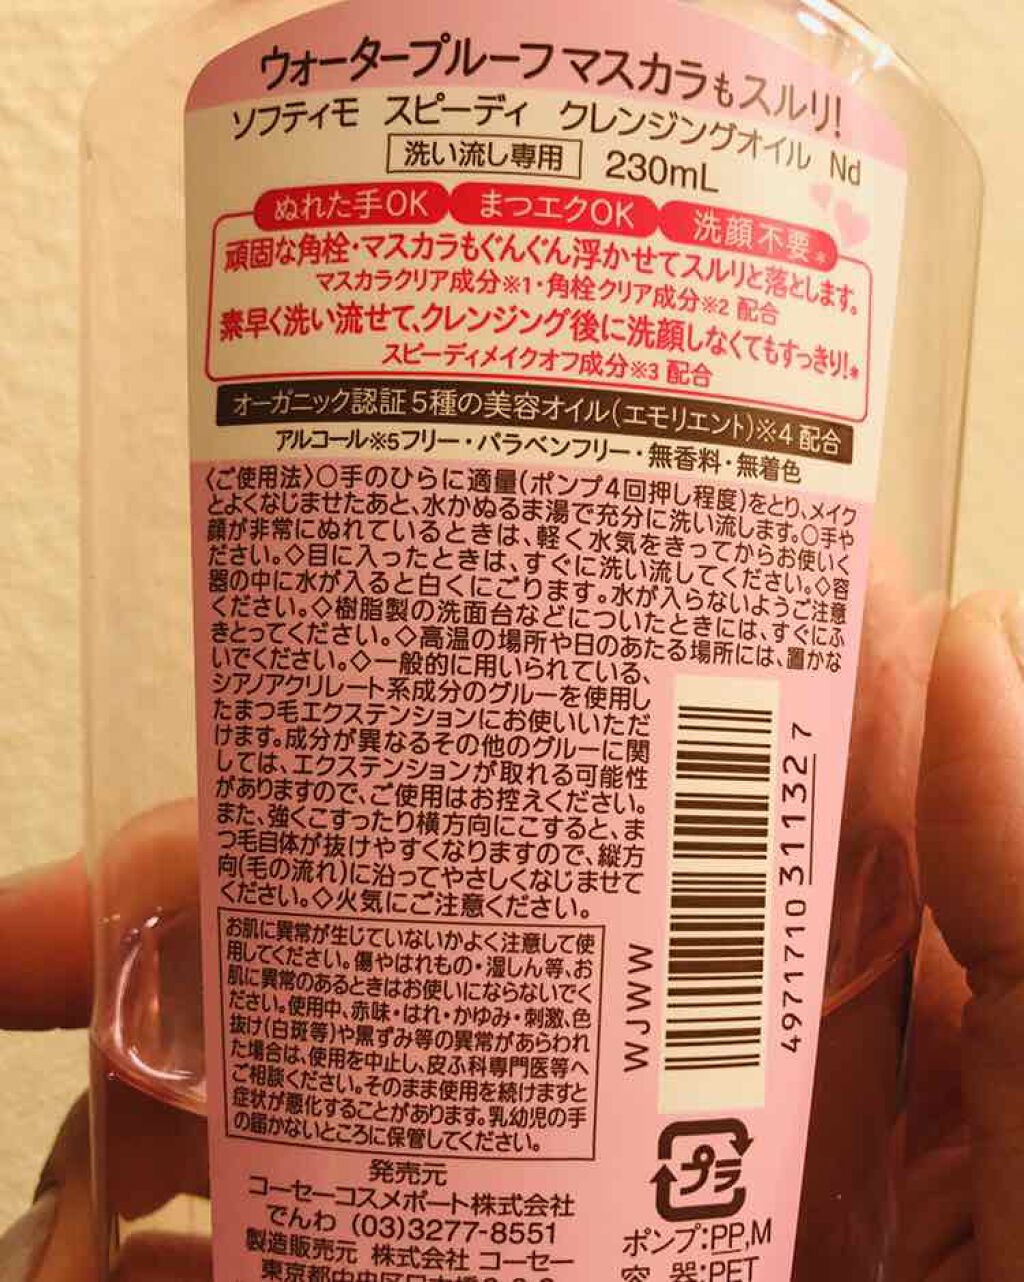 ウォータープルーフマスカラもスルリ!
ソフティモ スピーディ クレンジングオイル Nd
洗い流し専用 230mL
ぬれた手OK まつエクOK 洗顔不要*
頑固な角栓・マスカラもぐんぐん浮かせてスルリと落とします。
マスカラクリア成分※1・角栓クリア成分※2 配合
素早く洗い流せて、クレンジング後に洗顔しなくてもすっきり!*
スピーディメイクオフ成分※3 配合
オーガニック認証5種の美容オイル(エモリエント)※4 配合
アルコール※5フリー・パラベンフリー・無香料・無着色
〈ご使用法〉○手のひらに適量(ポンプ4回押し程度)をとり、メイク
とよくなじませたあと、水かぬるま湯で充分に洗い流します。○手や
顔が非常にぬれているときは、軽く水気をきってからお使いく
ださい。◇目に入ったときは、すぐに洗い流してください。◇容
器の中に水が入ると白くにごります。水が入らないようご注意
ください。◇樹脂製の洗面台などについたときには、すぐにふ
きとってください。◇高温の場所や日のあたる場所には、置かな
いでください。◇一般的に用いられている、
シアノアクリレート系成分のグルーを使用し
たまつ毛エクステンションにお使いいただ
けます。成分が異なるその他のグルーに関
しては、エクステンションが取れる可能性
がありますので、ご使用はお控えください。
また、強くこすったり横方向にこすると、ま
つ毛自体が抜けやすくなりますので、縦方
向(毛の流れ)に沿ってやさしくなじませて
ください。◇火気にご注意ください。
お肌に異常が生じていないかよく注意して使
用してください。傷やはれもの・湿しん等、お
肌に異常のあるときはお使いにならないでく
ださい。使用中、赤味・はれ・かゆみ・刺激、色
抜け(白斑等)や黒ずみ等の異常があらわれ
た場合は、使用を中止し、皮ふ科専門医等へ
ご相談ください。そのまま使用を続けますと
症状が悪化することがあります。乳幼児の手
の届かないところに保管してください。
WJWW
4971710311327
発売元
コーセーコスメポート株式会社
でんわ (03)3277-8551
製造販売元 株式会社 コーセー
東京都中央区日本橋
プラ
ポンプ:PP,M
容 器:PET